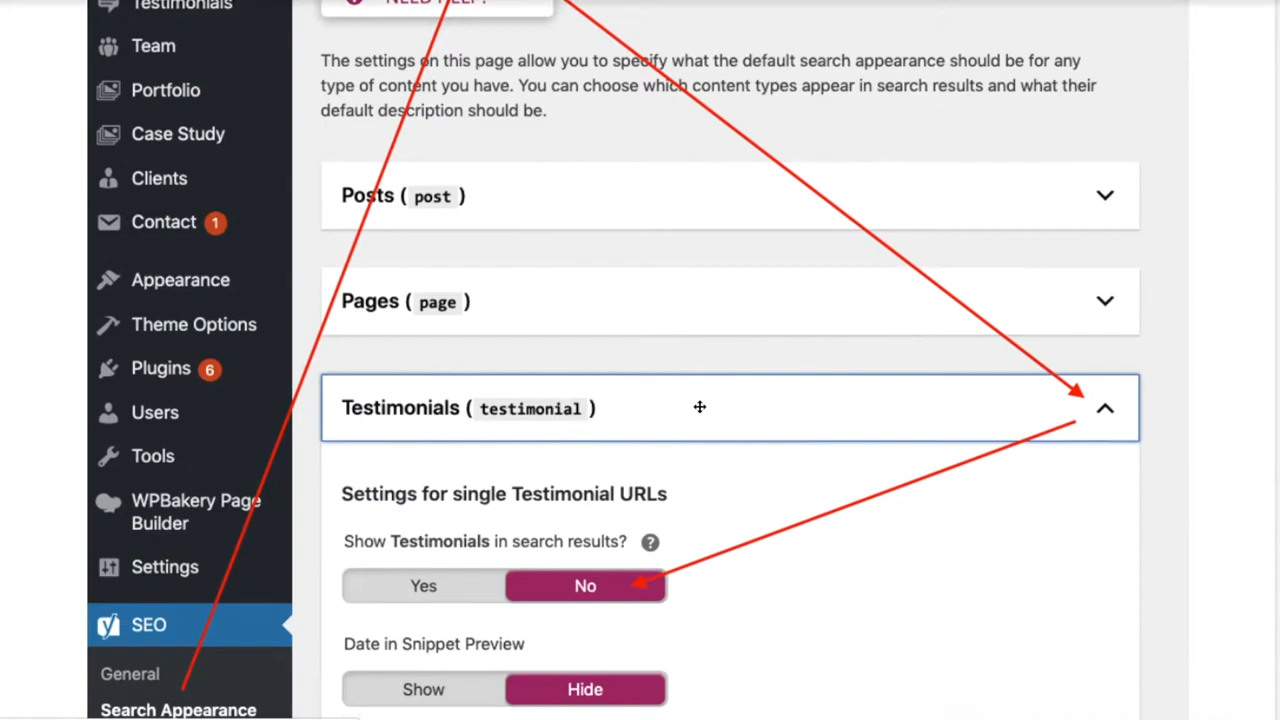 Testimonials
Team
Portfolio
Case Study
Clients
Contact 1
Appearance
Theme Options
Plugins 6
Users
Tools
WPBakery Page
Builder
Settings
SEO
General
Search Appearance
NEED HELP?
The settings on this page allow you to specify what the default search appearance should be for any
type of content you have. You can choose which content types appear in search results and what their
default description should be.
Posts ( post )
Pages ( page )
Testimonials ( testimonial )
Settings for single Testimonial URLs
Show Testimonials in search results? ?
Yes No
Date in Snippet Preview
Show Hide